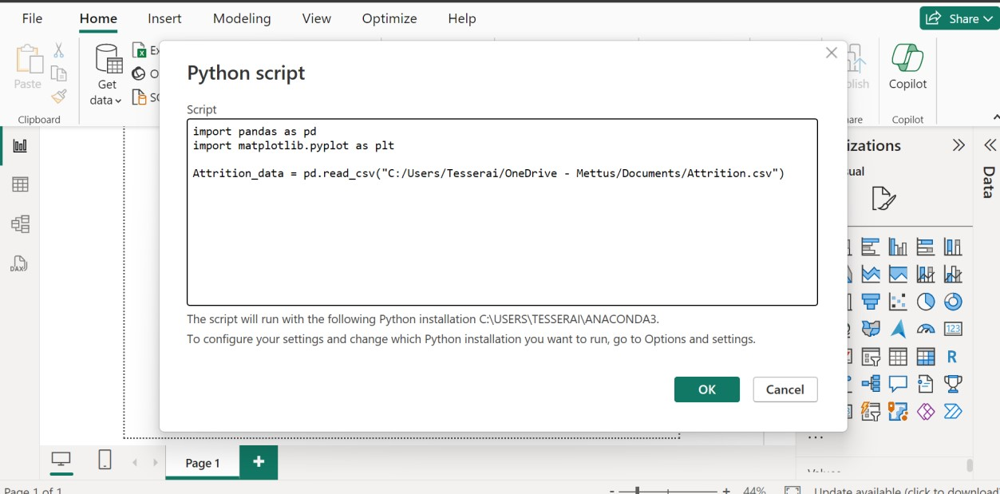 File Home Insert Modeling View Optimize Help Share
Paste
Get
data
Clipboard
Copilot
Copilot
Python script
Script
import pandas as pd
import matplotlib.pyplot as plt
Attrition_data = pd.read_csv("C:/Users/Tesserai/OneDrive - Mettus/Documents/Attrition.csv")
The script will run with the following Python installation C:\USERS\TESSERAI\ANACONDA3.
To configure your settings and change which Python installation you want to run, go to Options and settings.
OK Cancel
izations
ual
Data
123
R
DAX
Page 1
Page 1 of 1
- + 44% Update available (click to download)